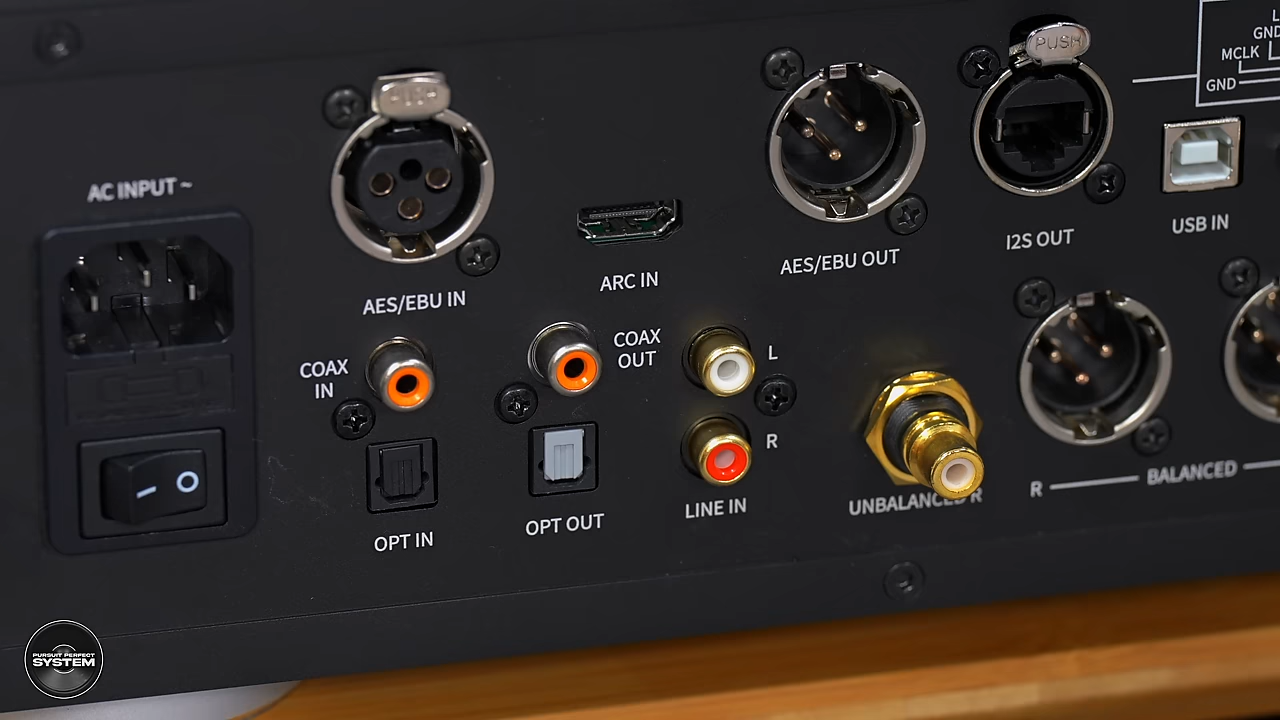 PUSH
PUSH
L
GND
MCLK
GND
AC INPUT ~
AES/EBU IN
ARC IN
AES/EBU OUT
I2S OUT
USB IN
COAX
IN
COAX
OUT
L
R
OPT IN
OPT OUT
LINE IN
UNBALANCED R
R
BALANCED
PURSUIT PERFECT
SYSTEM